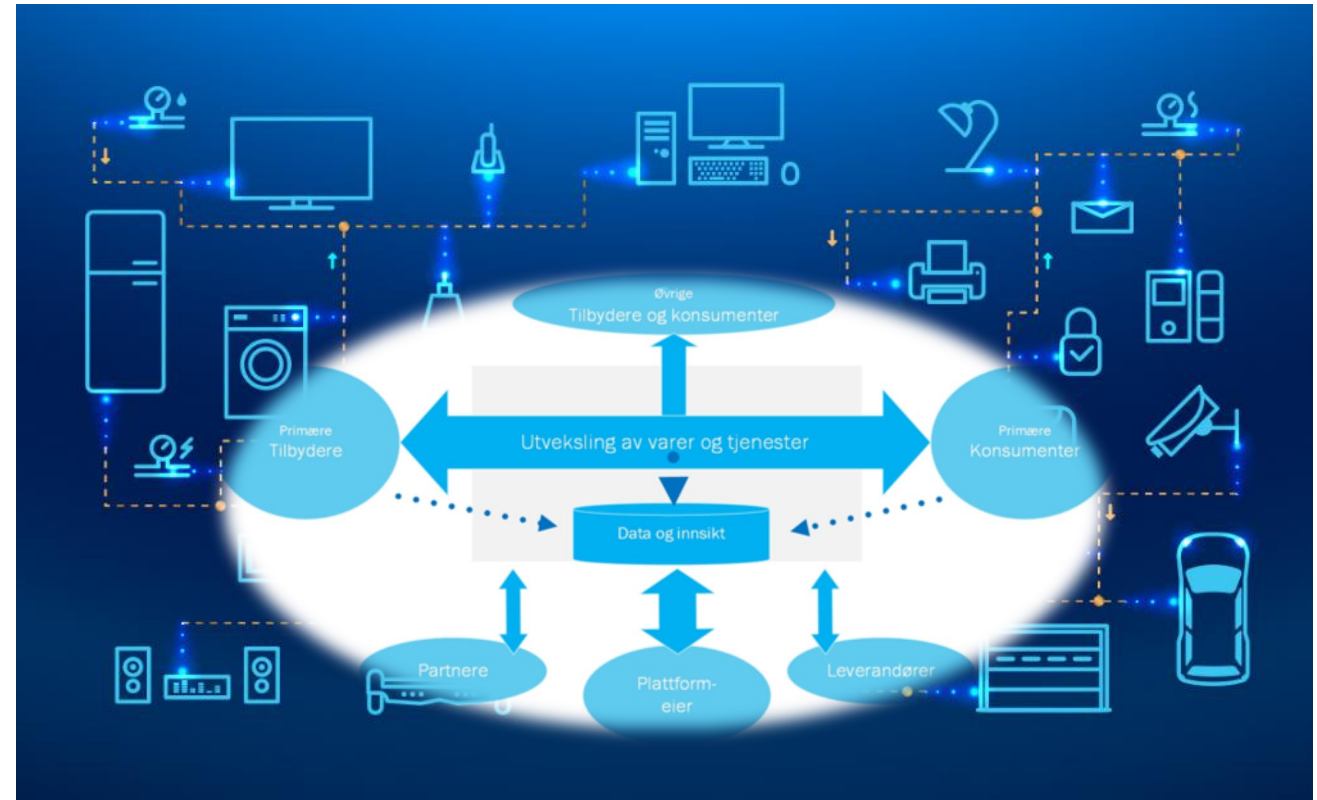 Øvrige
Tilbydere og konsumenter
Primære
Tilbydere
Utveksling av varer og tjenester
Primære
Konsumenter
Data og innsikt
Partnere
Plattform-
eier
Leverandører